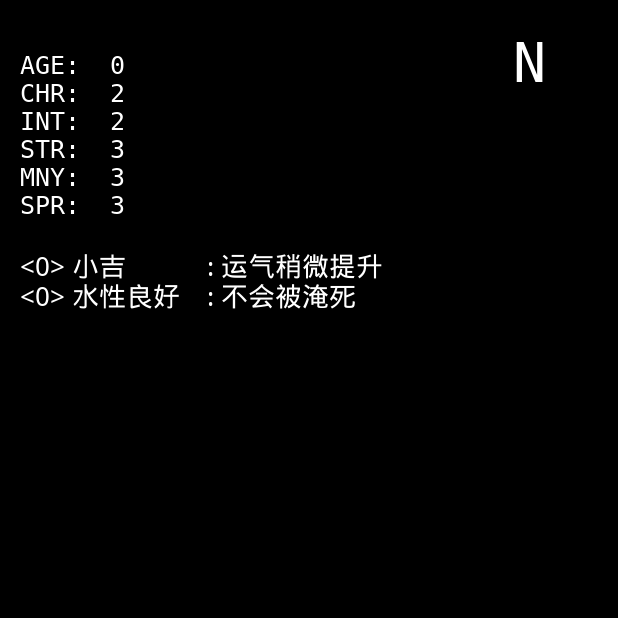 N
AGE: 0
CHR: 2
INT: 2
STR: 3
MNY: 3
SPR: 3
<O> 小吉 : 运气稍微提升
<O> 水性良好 : 不会被淹死